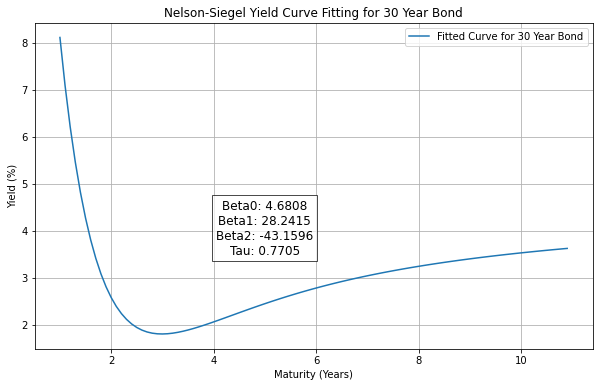 Nelson-Siegel Yield Curve Fitting for 30 Year Bond
Fitted Curve for 30 Year Bond
8
7
6
5
4
3
2
Yield (%)
Beta0: 4.6808
Beta1: 28.2415
Beta2: -43.1596
Tau: 0.7705
2 4 6 8 10
Maturity (Years)